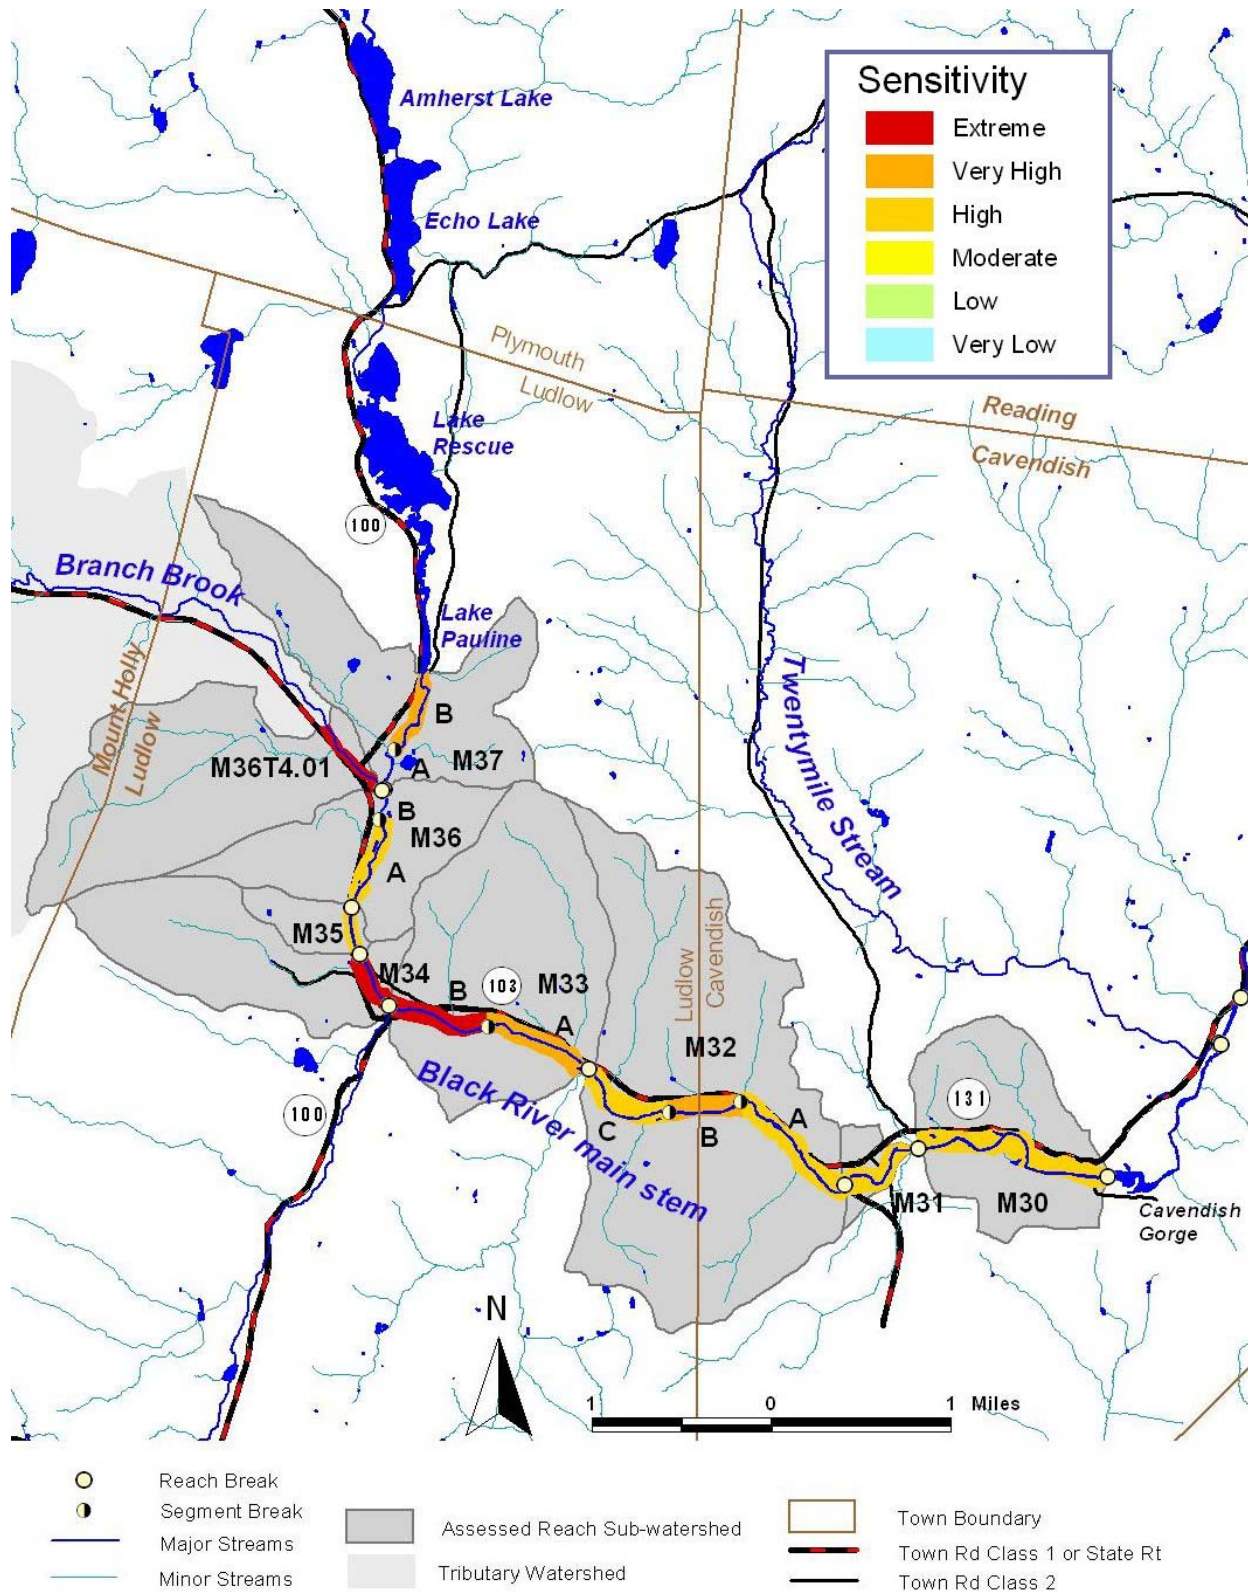 Sensitivity
Extreme
Very High
High
Moderate
Low
Very Low
Amherst Lake
Echo Lake
Plymouth
Ludlow
Reading
Cavendish
Lake
Rescue
100
Branch Brook
Lake
Pauline
Mount Holly
Ludlow
Twentymile Stream
B
M37
A
M36T4.01
B
M36
A
M35
M34
B
103
M33
A
Ludlow
Cavendish
M32
Black River main stem
C
B
A
131
100
M31
M30
Cavendish
Gorge
N
1
0
1
Miles
Reach Break
Segment Break
Major Streams
Minor Streams
Assessed Reach Sub-watershed
Tributary Watershed
Town Boundary
Town Rd Class 1 or State Rt
Town Rd Class 2